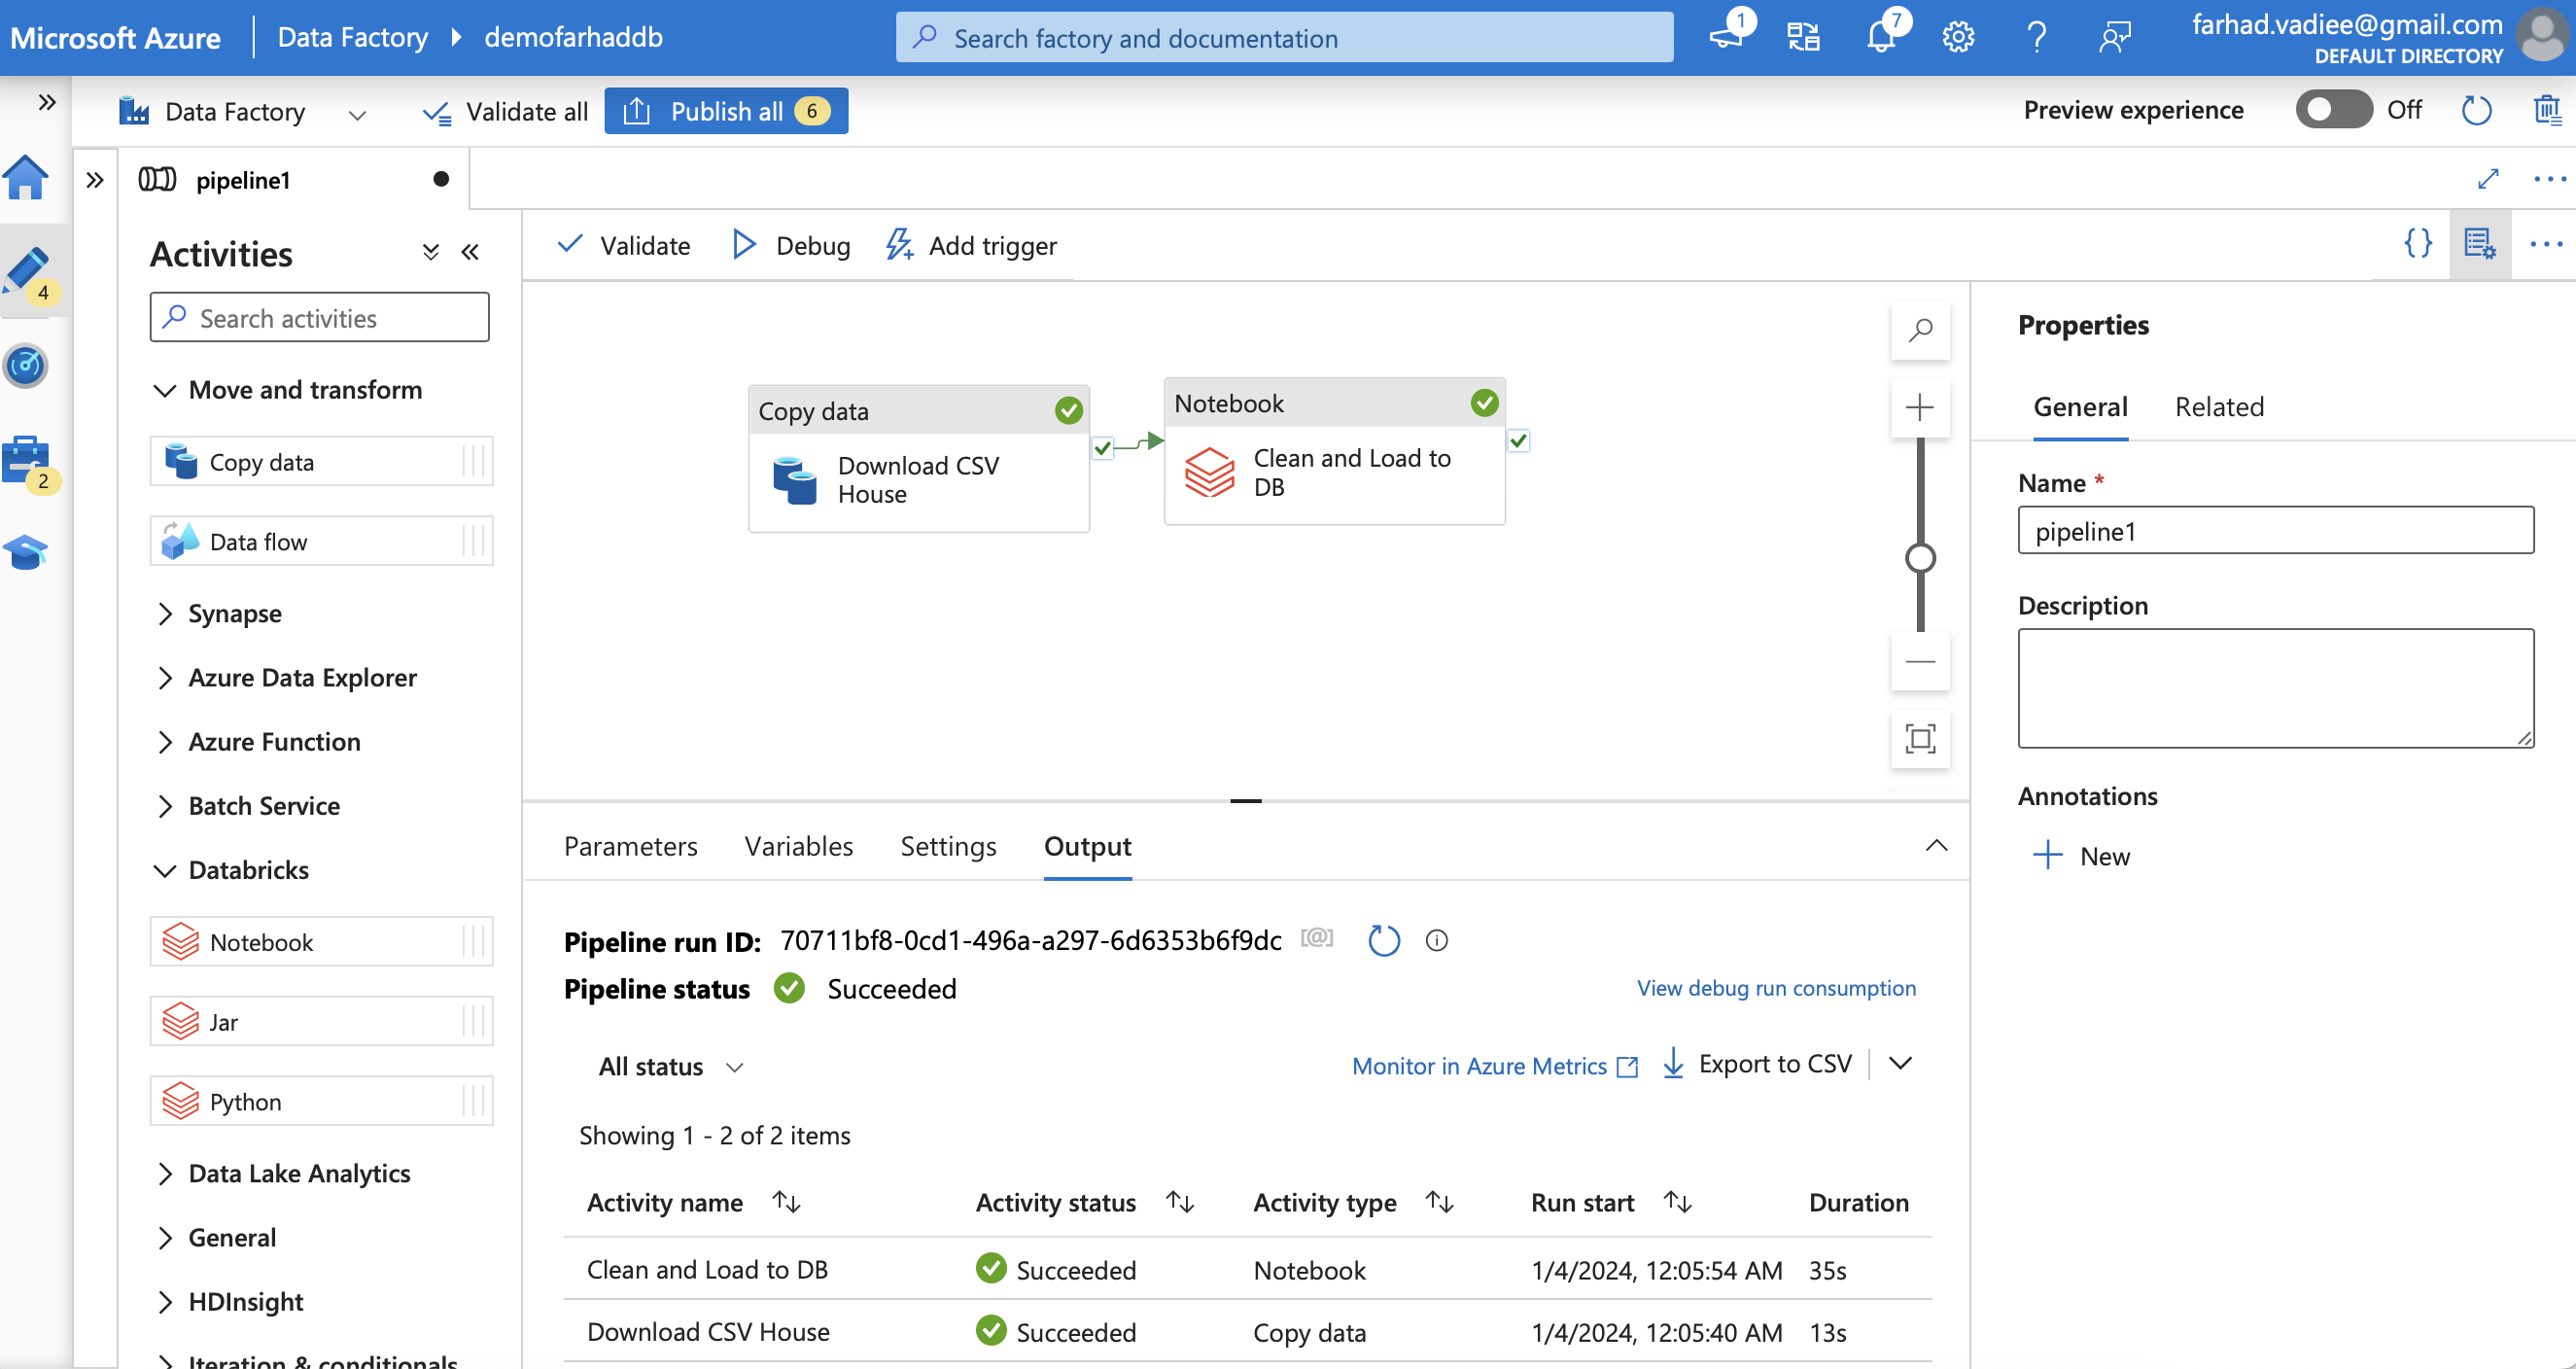 Microsoft Azure
Data Factory
demofarhaddb
Search factory and documentation
1
7
farhad.vadiee@gmail.com
DEFAULT DIRECTORY
Data Factory
Validate all
Publish all 6
Preview experience
Off
4
2
pipeline1
Activities
Search activities
Move and transform
Copy data
Data flow
Synapse
Azure Data Explorer
Azure Function
Batch Service
Databricks
Notebook
Jar
Python
Data Lake Analytics
General
HDInsight
Iteration & conditionals
Validate
Debug
Add trigger
{}
Copy data
Download CSV
House
Notebook
Clean and Load to
DB
Parameters
Variables
Settings
Output
Pipeline run ID: 70711bf8-0cd1-496a-a297-6d6353b6f9dc [@]
Pipeline status Succeeded
View debug run consumption
All status
Monitor in Azure Metrics
Export to CSV
Showing 1 - 2 of 2 items
Activity name Activity status Activity type Run start Duration
Clean and Load to DB Succeeded Notebook 1/4/2024, 12:05:54 AM 35s
Download CSV House Succeeded Copy data 1/4/2024, 12:05:40 AM 13s
Properties
General
Related
Name *
pipeline1
Description
Annotations
New